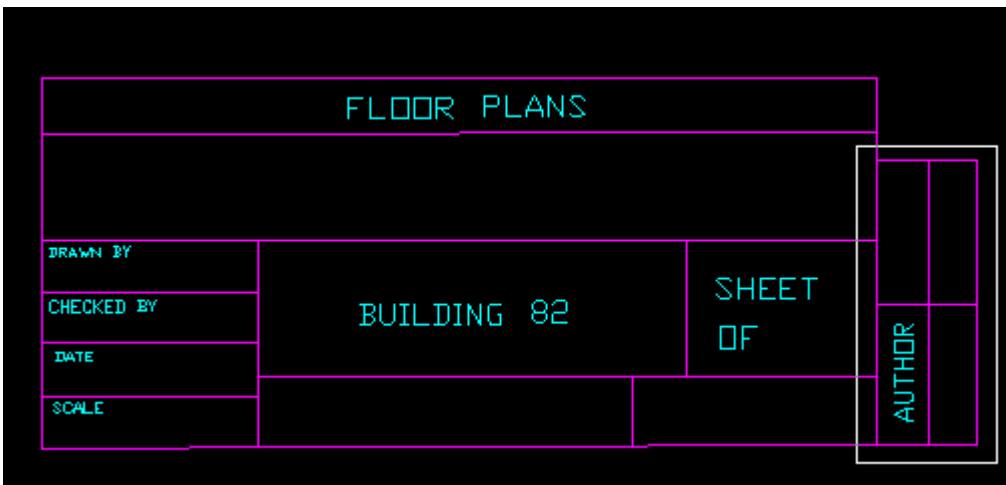 FLOOR PLANS
DRAWN BY
CHECKED BY
DATE
SCALE
BUILDING 82
SHEET
OF
AUTHOR